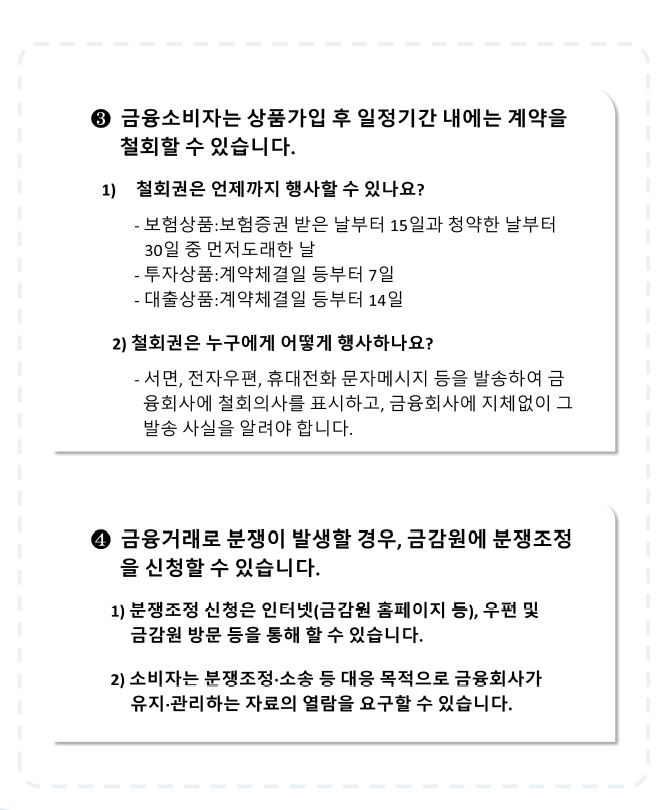 ❸ 금융소비자는 상품가입 후 일정기간 내에는 계약을
철회할 수 있습니다.
1) 철회권은 언제까지 행사할 수 있나요?
- 보험상품:보험증권 받은 날부터 15일과 청약한 날부터
30일 중 먼저도래한 날
- 투자상품:계약체결일 등부터 7일
- 대출상품:계약체결일 등부터 14일
2) 철회권은 누구에게 어떻게 행사하나요?
- 서면, 전자우편, 휴대전화 문자메시지 등을 발송하여 금
융회사에 철회의사를 표시하고, 금융회사에 지체없이 그
발송 사실을 알려야 합니다.
❹ 금융거래로 분쟁이 발생할 경우, 금감원에 분쟁조정
을 신청할 수 있습니다.
1) 분쟁조정 신청은 인터넷(금감원 홈페이지 등), 우편 및
금감원 방문 등을 통해 할 수 있습니다.
2) 소비자는 분쟁조정·소송 등 대응 목적으로 금융회사가
유지·관리하는 자료의 열람을 요구할 수 있습니다.